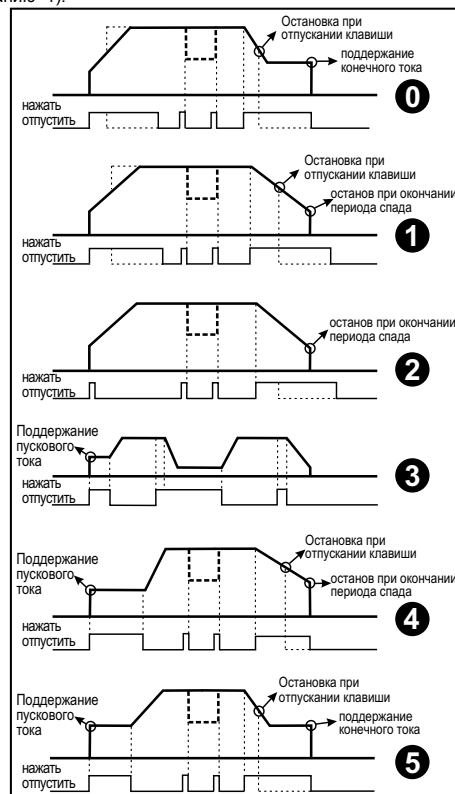 Остановка при
отпускании клавиши
поддержание
конечного тока
нажать
отпустить
0
Остановка при
отпускании клавиши
останов при окончании
периода спада
нажать
отпустить
1
останов при окончании
периода спада
нажать
отпустить
2
Поддержание
пускового
тока
нажать
отпустить
3
Остановка при
отпускании клавиши
Поддержание
пускового
тока
останов при окончании
периода спада
нажать
отпустить
4
Остановка при
отпускании клавиши
Поддержание
пускового
тока
поддержание
конечного тока
нажать
отпустить
5